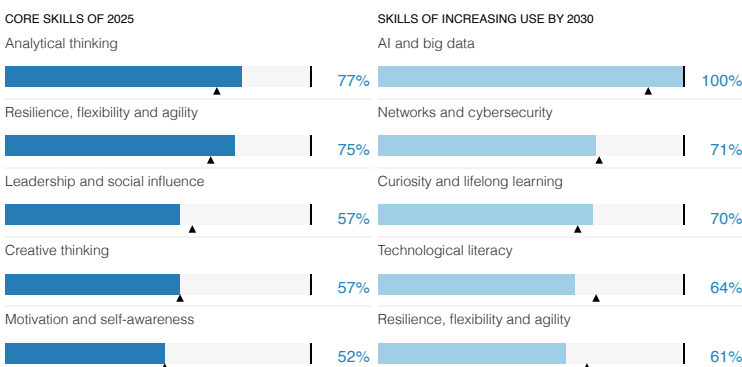 CORE SKILLS OF 2025
Analytical thinking
77%
Resilience, flexibility and agility
75%
Leadership and social influence
57%
Creative thinking
57%
Motivation and self-awareness
52%
SKILLS OF INCREASING USE BY 2030
AI and big data
100%
Networks and cybersecurity
71%
Curiosity and lifelong learning
70%
Technological literacy
64%
Resilience, flexibility and agility
61%